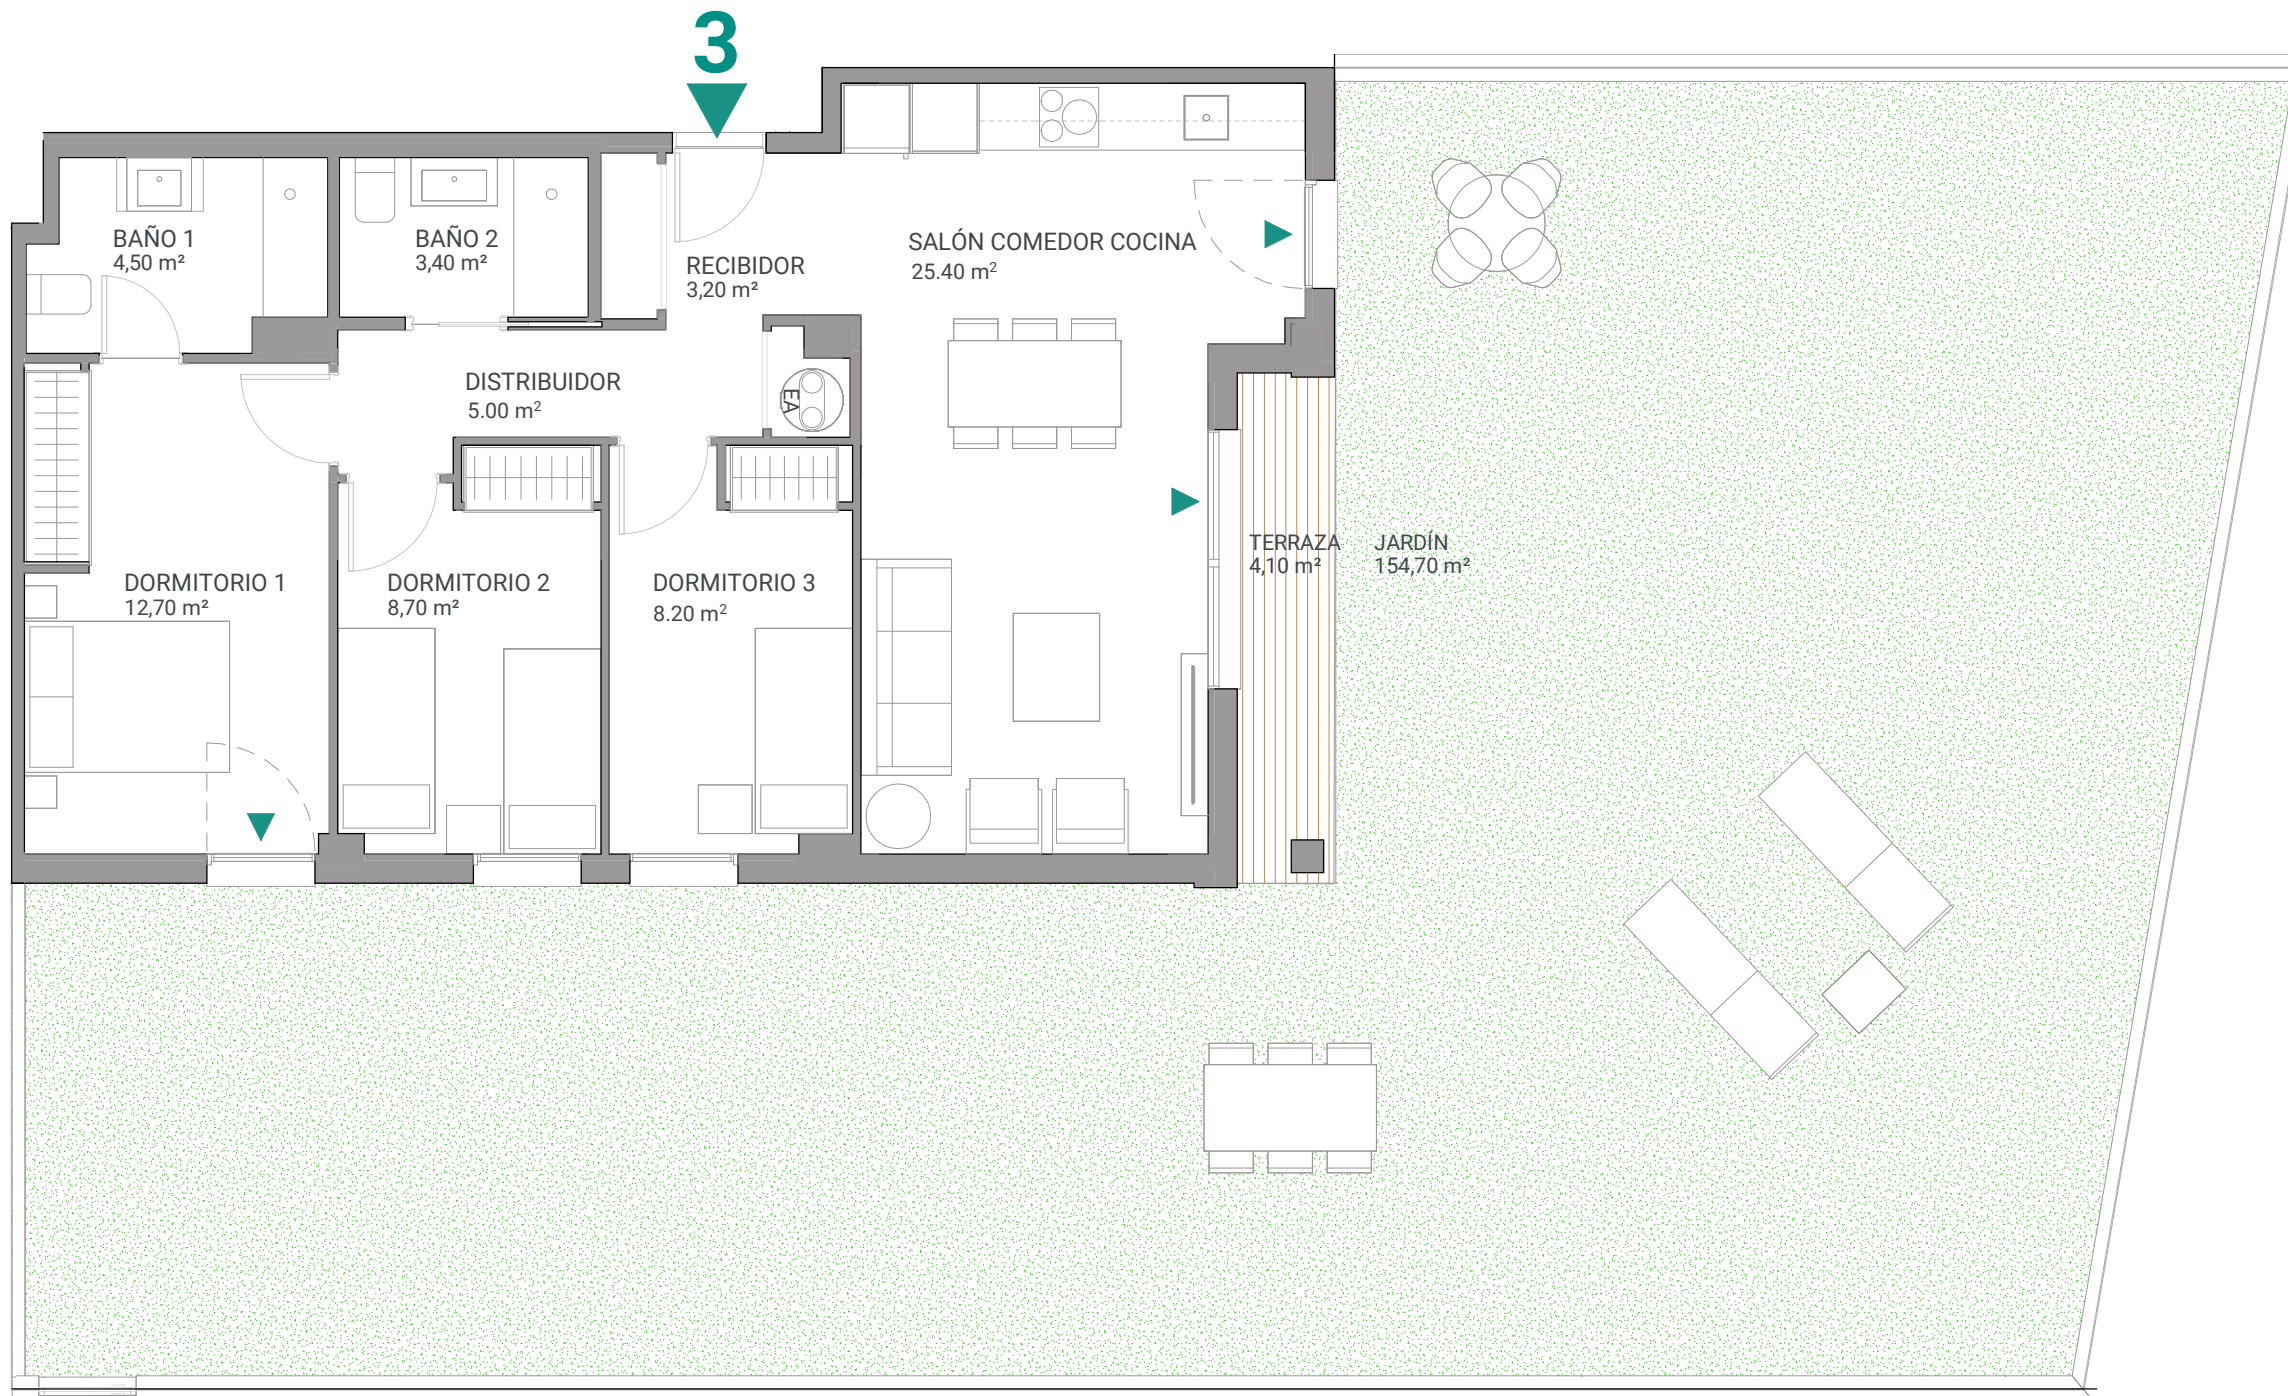 3
BAÑO 1
4,50 m²
BAÑO 2
3,40 m²
RECIBIDOR
3,20 m²
SALÓN COMEDOR COCINA
25.40 m²
DISTRIBUIDOR
5.00 m²
EA
TERRAZA
4,10 m²
JARDÍN
154,70 m²
DORMITORIO 1
12,70 m²
DORMITORIO 2
8,70 m²
DORMITORIO 3
8.20 m²